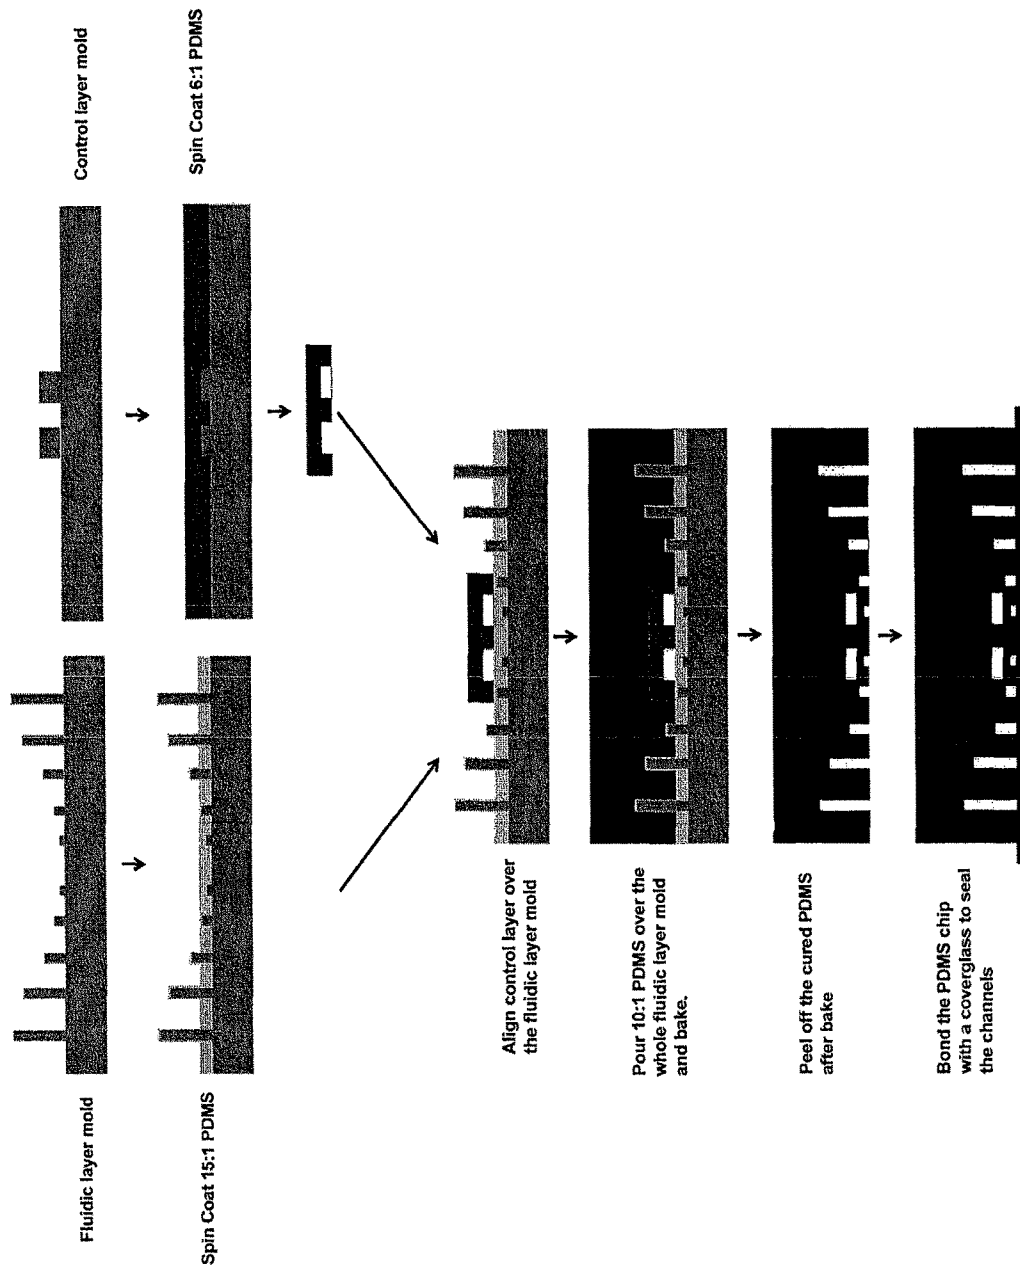 Fluidic layer mold
Control layer mold
Spin Coat 15:1 PDMS
Spin Coat 6:1 PDMS
Align control layer over
the fluidic layer mold
Pour 10:1 PDMS over the
whole fluidic layer mold
and bake.
Peel off the cured PDMS
after bake
Bond the PDMS chip
with a coverglass to seal
the channels